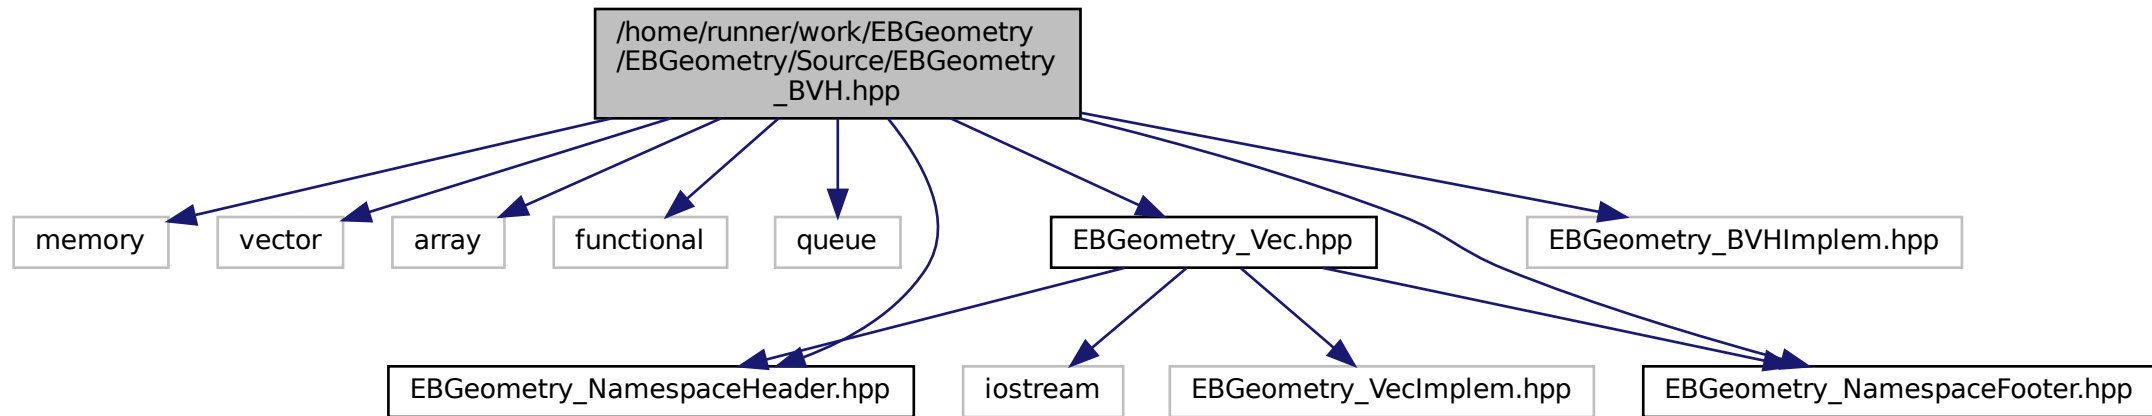 /home/runner/work/EBGeometry
/EBGeometry/Source/EBGeometry
_BVH.hpp
memory
vector
array
functional
queue
EBGeometry_Vec.hpp
EBGeometry_BVHImplem.hpp
EBGeometry_NamespaceHeader.hpp
iostream
EBGeometry_VecImplem.hpp
EBGeometry_NamespaceFooter.hpp